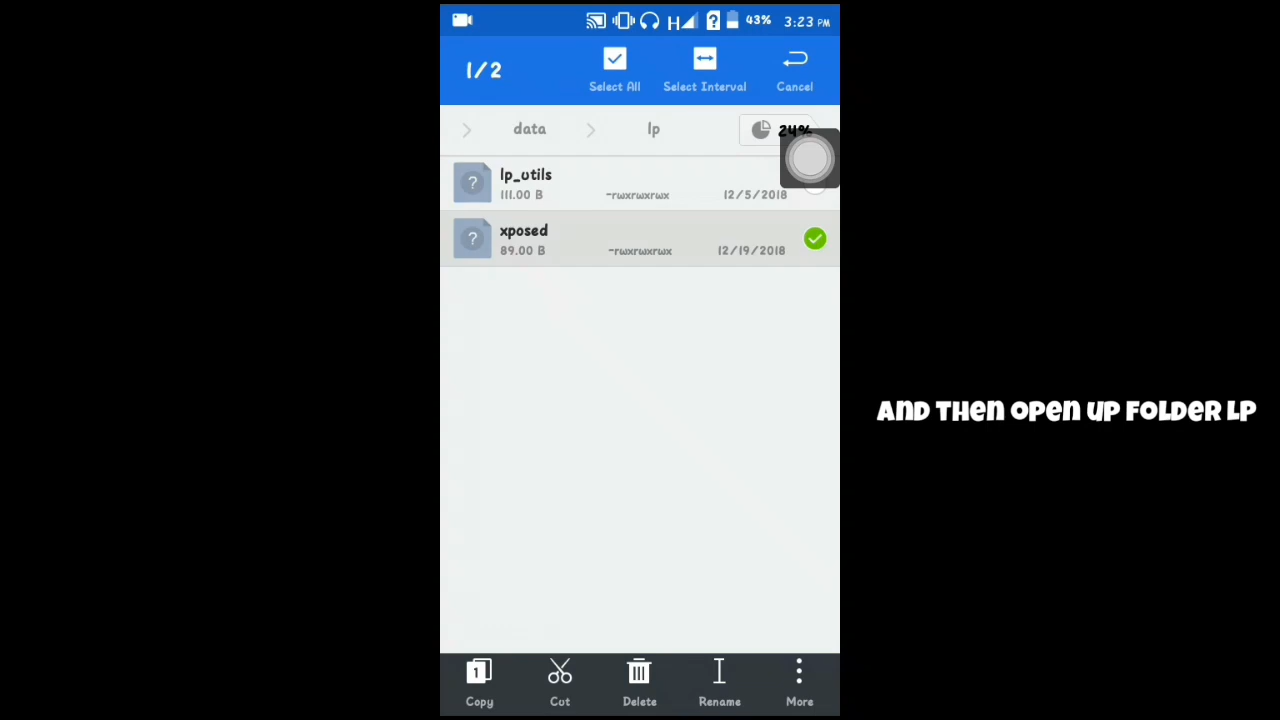 43% 3:23 PM
1/2 Select All Select Interval Cancel
data lp 24%
lp_utils
111.00 B -rwxrwxrwx 12/5/2018
xposed
89.00 B -rwxrwxrwx 12/19/2018
And then open up folder lp
1
Copy Cut Delete Rename More